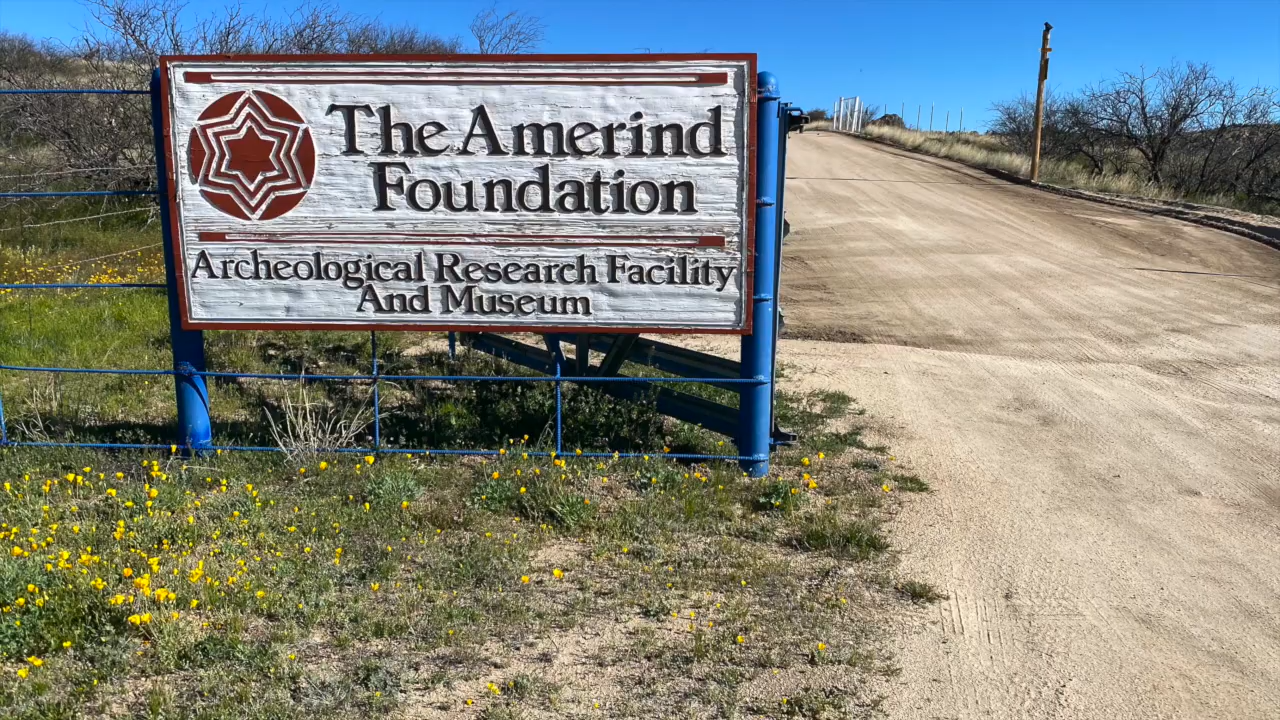 The Amerind
Foundation
Archeological Research Facility
And Museum